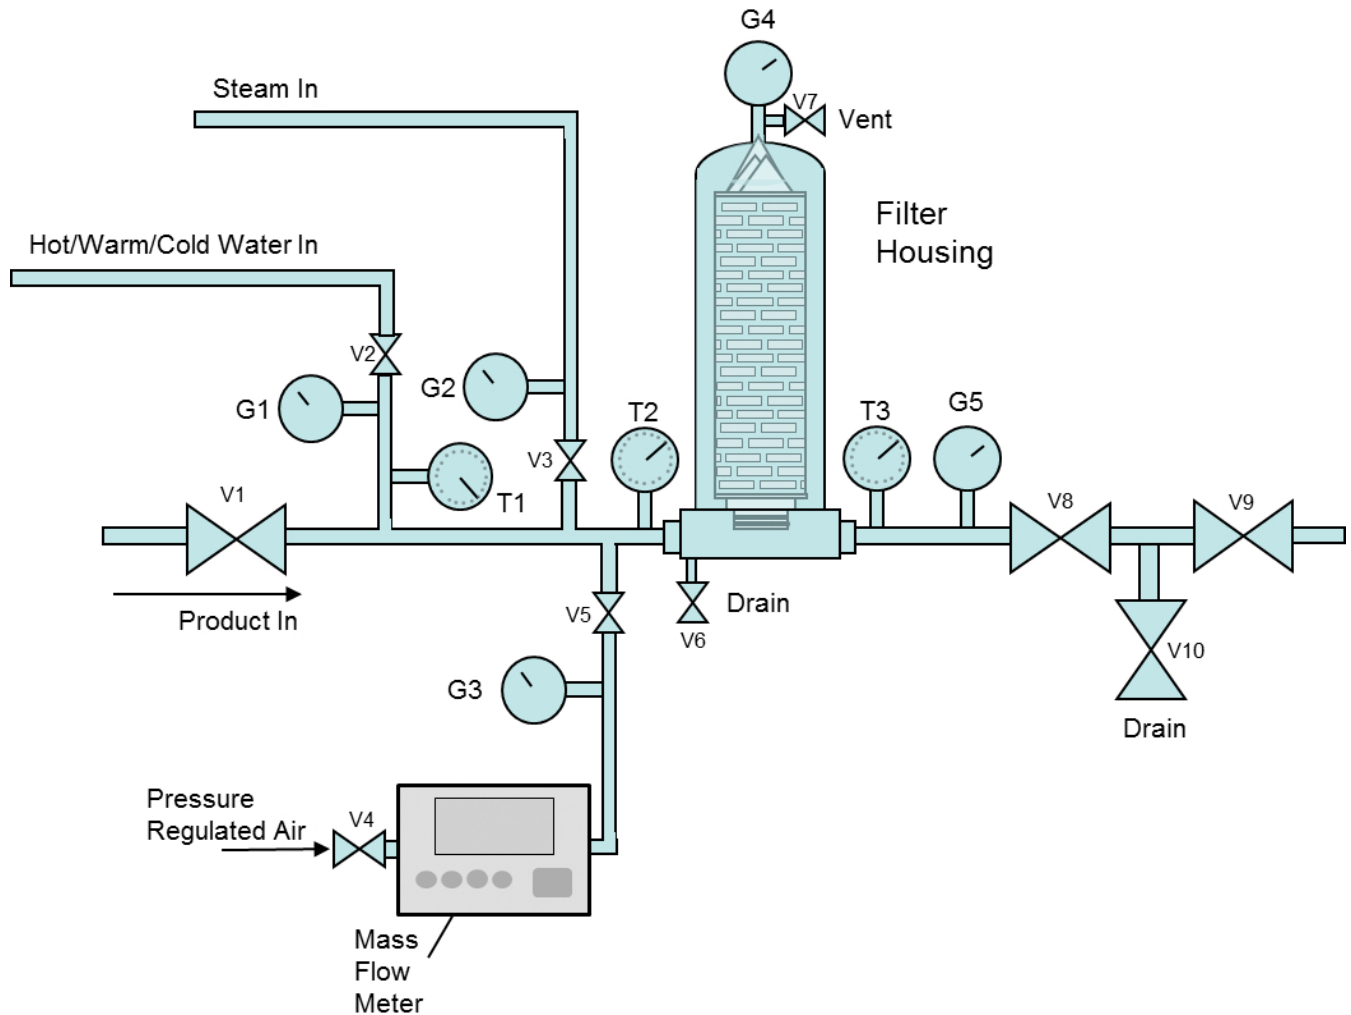 G4
Steam In
V7
Vent
Filter
Housing
Hot/Warm/Cold Water In
V2
G1
G2
T2
T3
G5
V3
T1
V1
V8
V9
Product In
V5
Drain
V6
V10
G3
Drain
Pressure
Regulated Air
V4
Mass
Flow
Meter